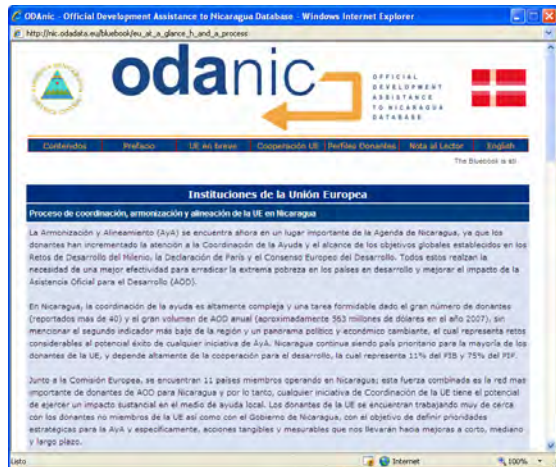 ODAnic - Official Development Assistance to Nicaragua Database - Windows Internet Explorer
http://nic.odadata.eu/bluebook/eu_at_a_glance_h_and_a_process
odanic
OFFICIAL
DEVELOPMENT
ASSISTANCE
TO NICARAGUA
DATABASE
Contenidos Prefacio UE en breve Cooperación UE Perfiles Donantes Nota al Lector English
The Bluebook is an
Instituciones de la Unión Europea
Proceso de coordinación, armonización y alineación de la UE en Nicaragua
La Armonización y Alineamiento (AyA) se encuentra ahora en un lugar importante de la Agenda de Nicaragua, ya que los
donantes han incrementado la atención a la Coordinación de la Ayuda y el alcance de los objetivos globales establecidos en los
Retos de Desarrollo del Milenio, la Declaración de París y el Consenso Europeo del Desarrollo. Todos estos realzan la
necesidad de una mejor efectividad para erradicar la extrema pobreza en los países en desarrollo y mejorar el impacto de la
Asistencia Oficial para el Desarrollo (AOD).
En Nicaragua, la coordinación de la ayuda es altamente compleja y una tarea formidable dado el gran número de donantes
(reportados mas de 40) y el gran volumen de AOD anual (aproximadamente 563 millones de dólares en el año 2007), sin
mencionar el segundo indicador más bajo de la región y un panorama político y económico cambiante, el cual representa retos
considerables al potencial éxito de cualquier iniciativa de AyA. Nicaragua continua siendo país prioritario para la mayoría de los
donantes de la UE, y depende altamente de la cooperación para el desarrollo, la cual representa 11% del PIB y 75% del PIP.
Junto a la Comisión Europea, se encuentran 11 países miembros operando en Nicaragua; esta fuerza combinada es la red mas
importante de donantes de AOD para Nicaragua y por lo tanto, cualquier iniciativa de Coordinación de la UE tiene el potencial
de ejercer un impacto sustancial en el medio de ayuda local. Los donantes de la UE se encuentran trabajando muy de cerca
con los donantes no miembros de la UE así como con el Gobierno de Nicaragua, con el objetivo de definir prioridades
estratégicas para la AyA y específicamente, acciones tangibles y mesurables que nos llevarán hacia mejoras a corto, mediano
y largo plazo.
Listo Internet 100%